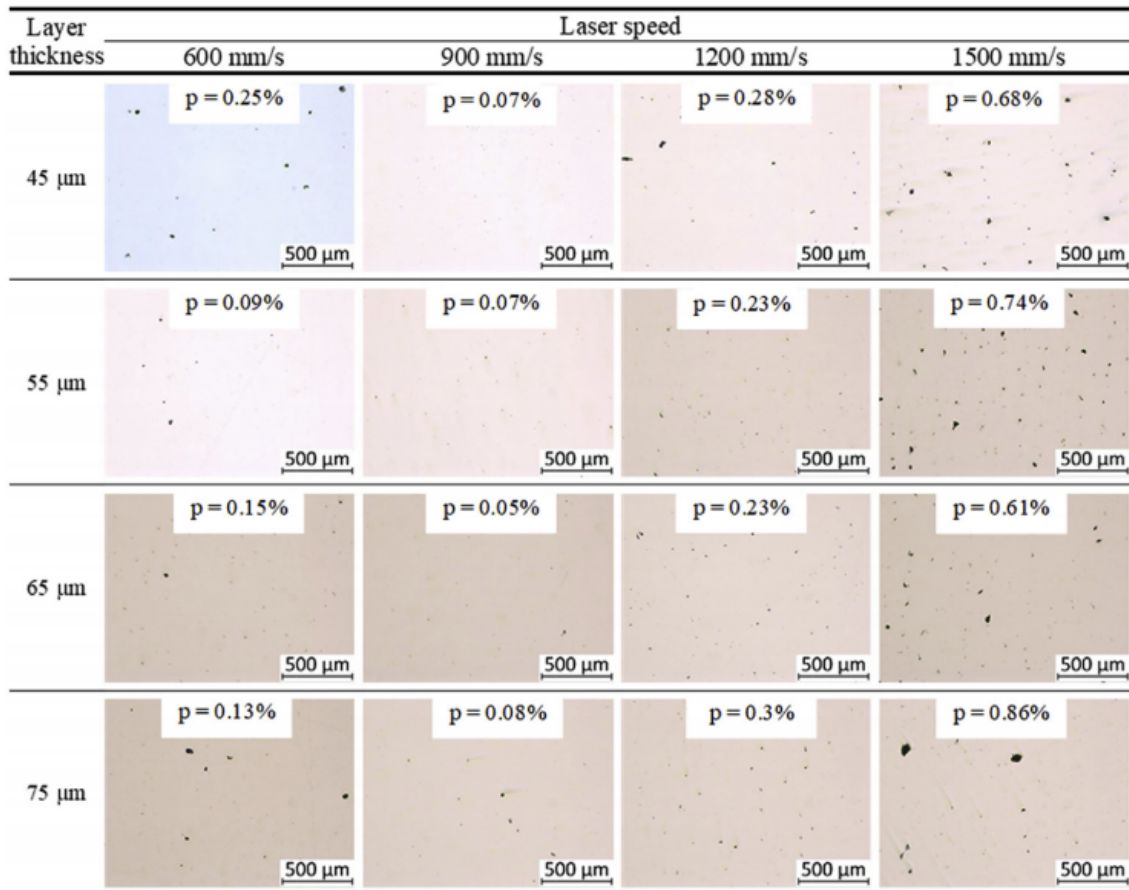 Layer thickness
Laser speed
600 mm/s 900 mm/s 1200 mm/s 1500 mm/s
45 μm
p = 0.25% p = 0.07% p = 0.28% p = 0.68%
500 μm 500 μm 500 μm 500 μm
55 μm
p = 0.09% p = 0.07% p = 0.23% p = 0.74%
500 μm 500 μm 500 μm 500 μm
65 μm
p = 0.15% p = 0.05% p = 0.23% p = 0.61%
500 μm 500 μm 500 μm 500 μm
75 μm
p = 0.13% p = 0.08% p = 0.3% p = 0.86%
500 μm 500 μm 500 μm 500 μm